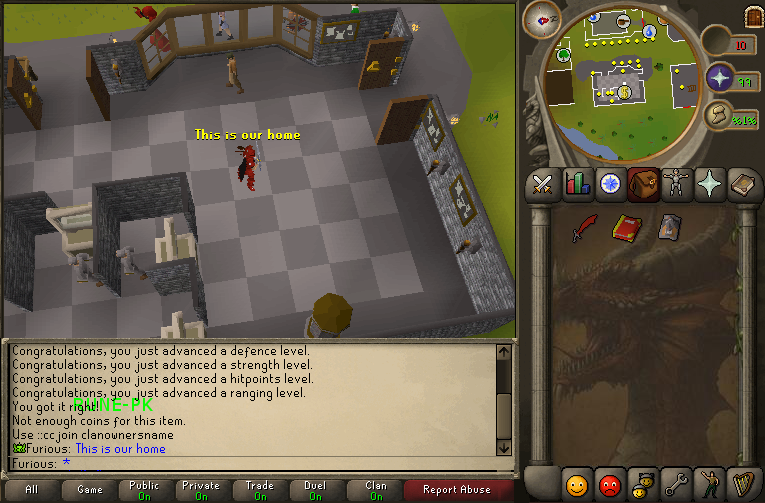 This is our home
10
99
%1%
Congratulations, you just advanced a defence level.
Congratulations, you just advanced a strength level.
Congratulations, you just advanced a hitpoints level.
Congratulations, you just advanced a ranging level.
You got it right!
RUNE-PK
Not enough coins for this item.
Use ::ccjoin clanownersname
Furious: This is our home
Furious: *
All
Game
Public
On
Private
On
Trade
On
Duel
On
Clan
On
Report Abuse